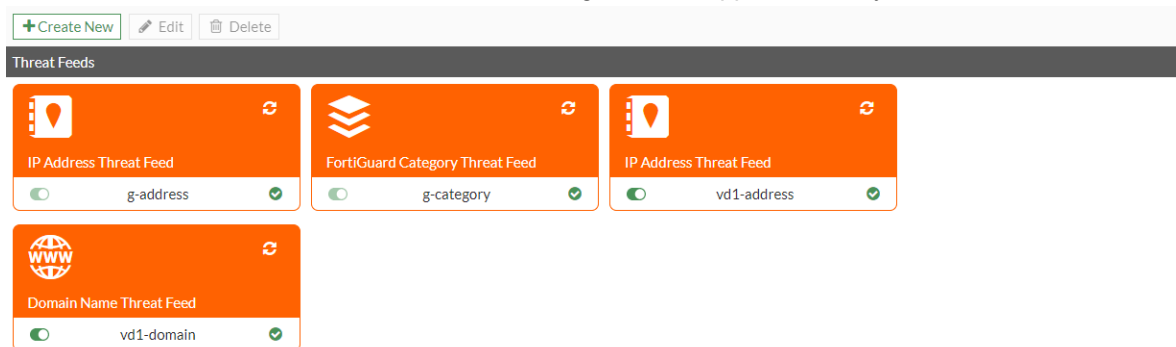 Create New Edit Delete
Threat Feeds
IP Address Threat Feed FortiGuard Category Threat Feed IP Address Threat Feed
g-address g-category vd1-address
WWW
Domain Name Threat Feed
vd1-domain